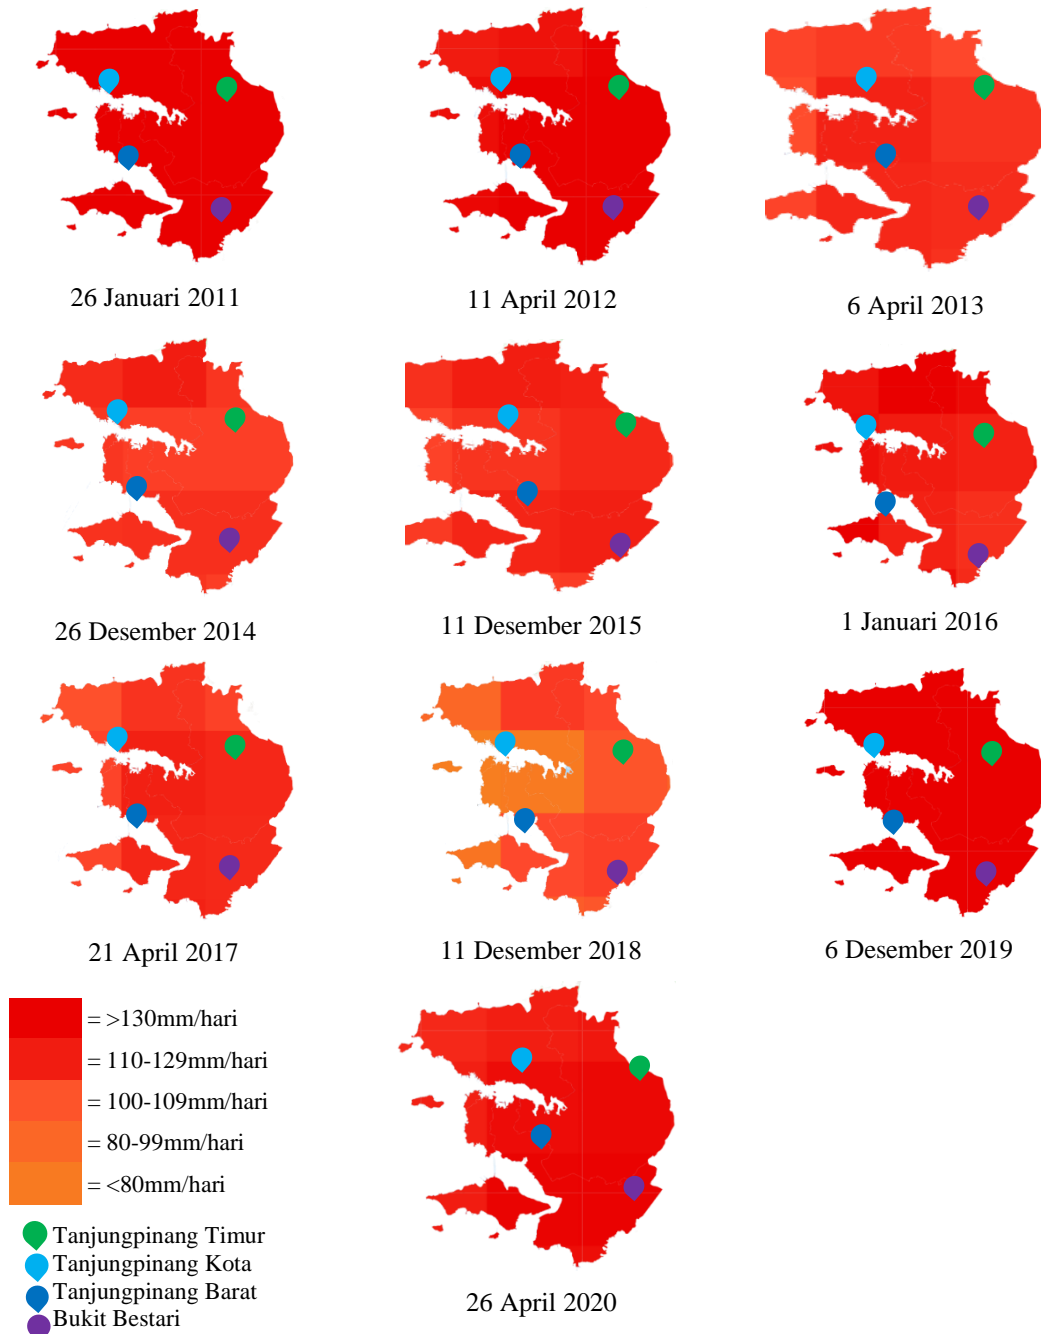 26 Januari 2011
11 April 2012
6 April 2013
26 Desember 2014
11 Desember 2015
1 Januari 2016
21 April 2017
11 Desember 2018
6 Desember 2019
= >130mm/hari
= 110-129mm/hari
= 100-109mm/hari
= 80-99mm/hari
= <80mm/hari
Tanjungpinang Timur
Tanjungpinang Kota
Tanjungpinang Barat
Bukit Bestari
26 April 2020